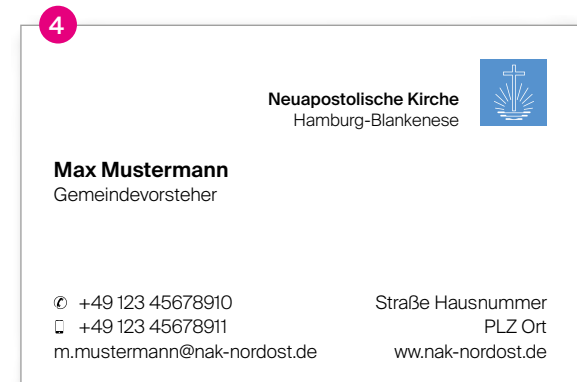 4
Neuapostolische Kirche
Hamburg-Blankenese
Max Mustermann
Gemeindevorsteher
✆ +49 123 45678910
+49 123 45678911
m.mustermann@nak-nordost.de
Straße Hausnummer
PLZ Ort
ww.nak-nordost.de